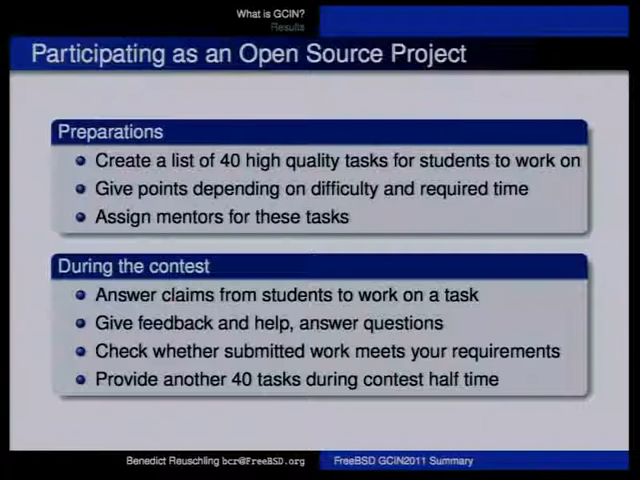 What is GCIN?
Results
Participating as an Open Source Project
Preparations
Create a list of 40 high quality tasks for students to work on
Give points depending on difficulty and required time
Assign mentors for these tasks
During the contest
Answer claims from students to work on a task
Give feedback and help, answer questions
Check whether submitted work meets your requirements
Provide another 40 tasks during contest half time
Benedict Reuschling bcr@FreeBSD.org
FreeBSD GCIN2011 Summary